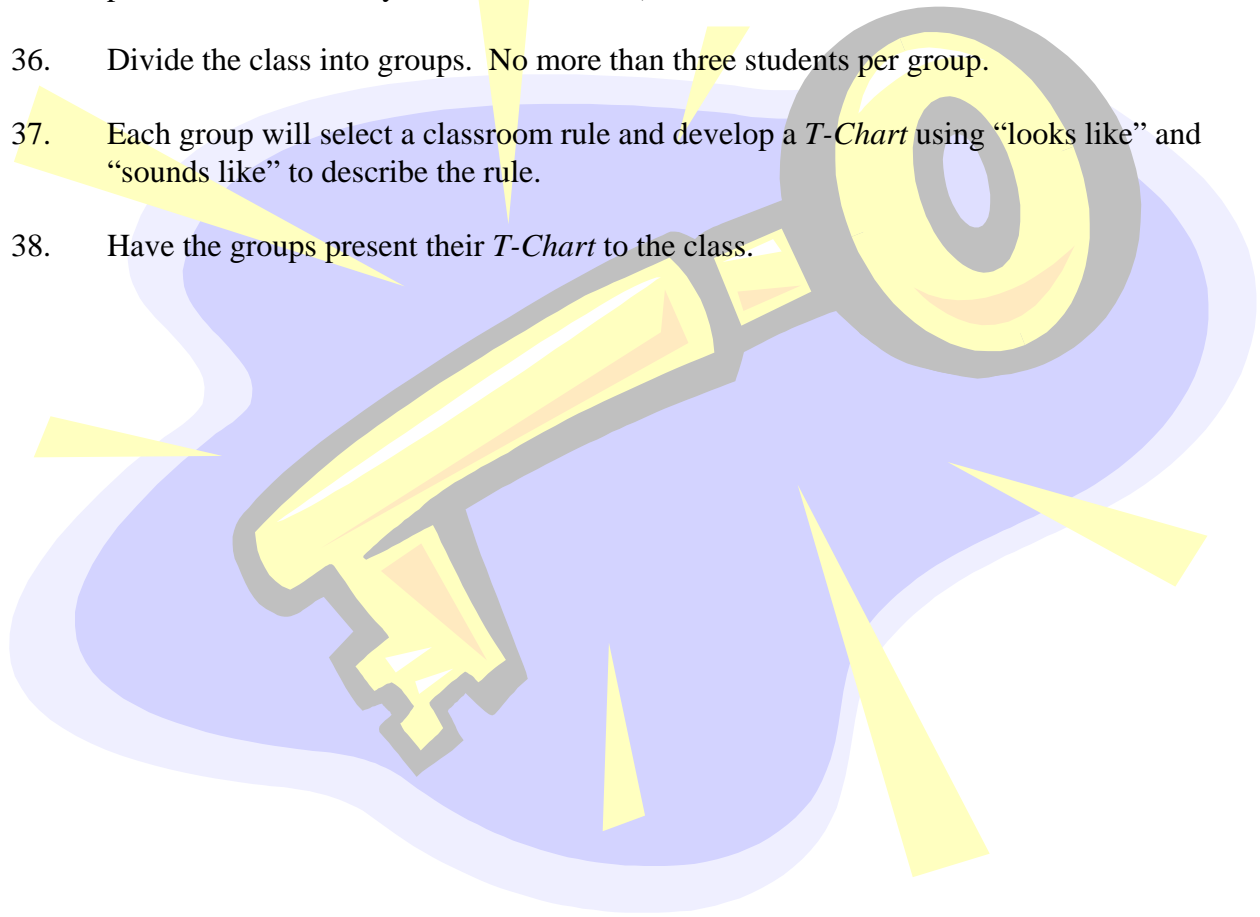 36. Divide the class into groups.  No more than three students per group.
37. Each group will select a classroom rule and develop a T-Chart using “looks like” and
“sounds like” to describe the rule.
38. Have the groups present their T-Chart to the class.